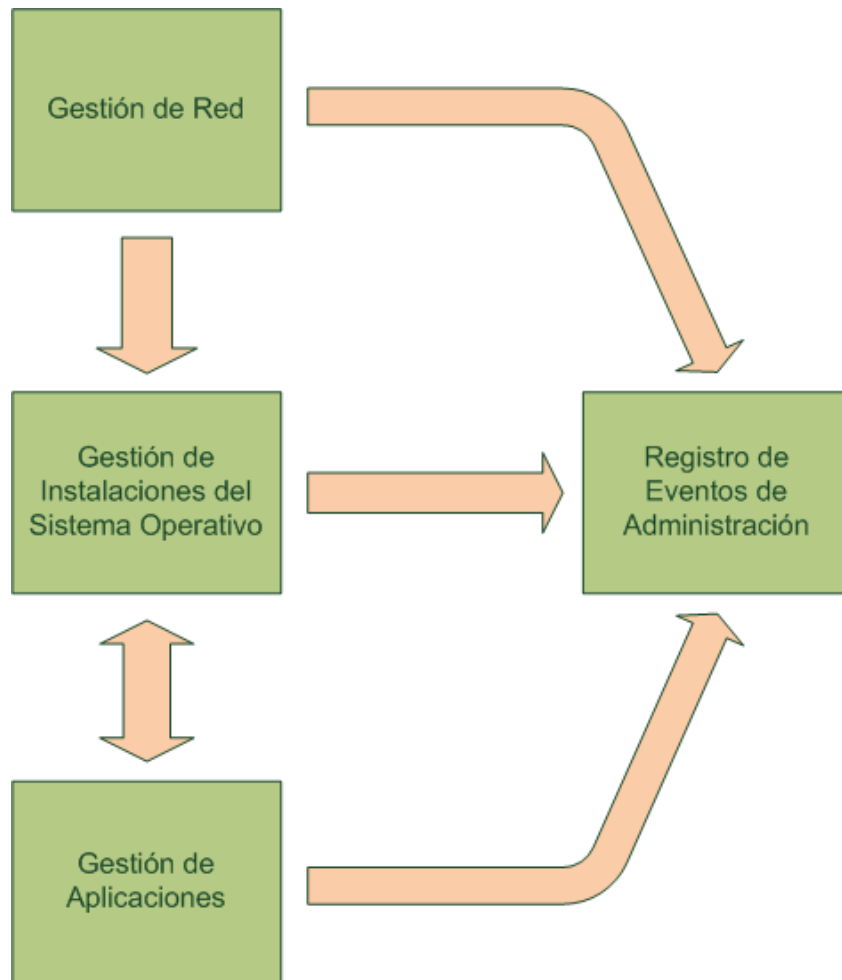 Gestión de Red
Gestión de
Instalaciones del
Sistema Operativo
Registro de
Eventos de
Administración
Gestión de
Aplicaciones